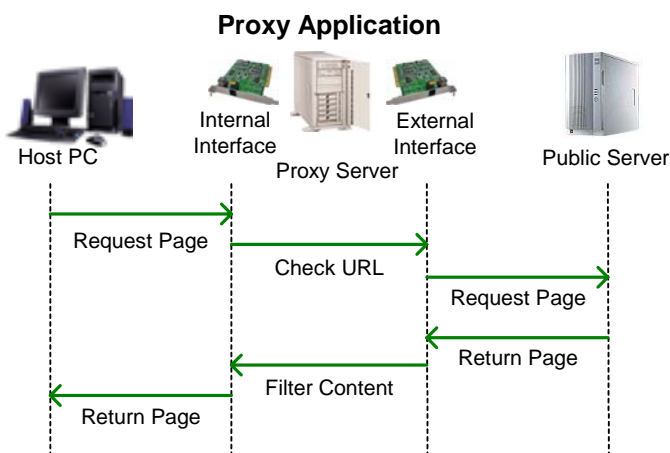 Proxy Application
Internal
Interface
External
Interface
Host PC
Proxy Server
Public Server
Request Page
Check URL
Request Page
Return Page
Filter Content
Return Page